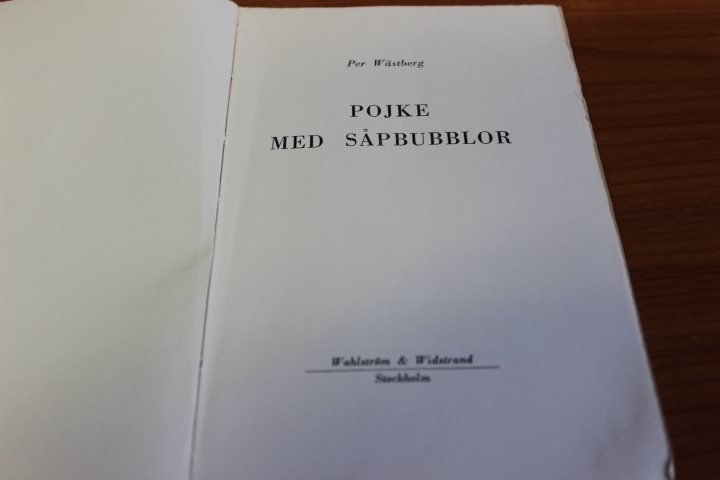 Per Wästberg
POJKE
MED SÅPBUBBLOR
Wahlström & Widstrand
Stockholm